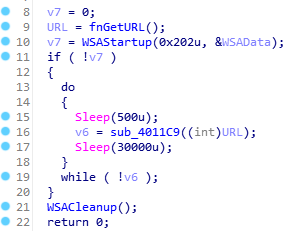 8 v7 = 0;
9 URL = fnGetURL();
10 v7 = WSAStartup(0x202u, &WSAData);
11 if ( !v7 )
12 {
13 do
14 {
15 Sleep(500u);
16 v6 = sub_4011C9((int)URL);
17 Sleep(30000u);
18 }
19 while ( !v6 );
20 }
21 WSACleanup();
22 return 0;